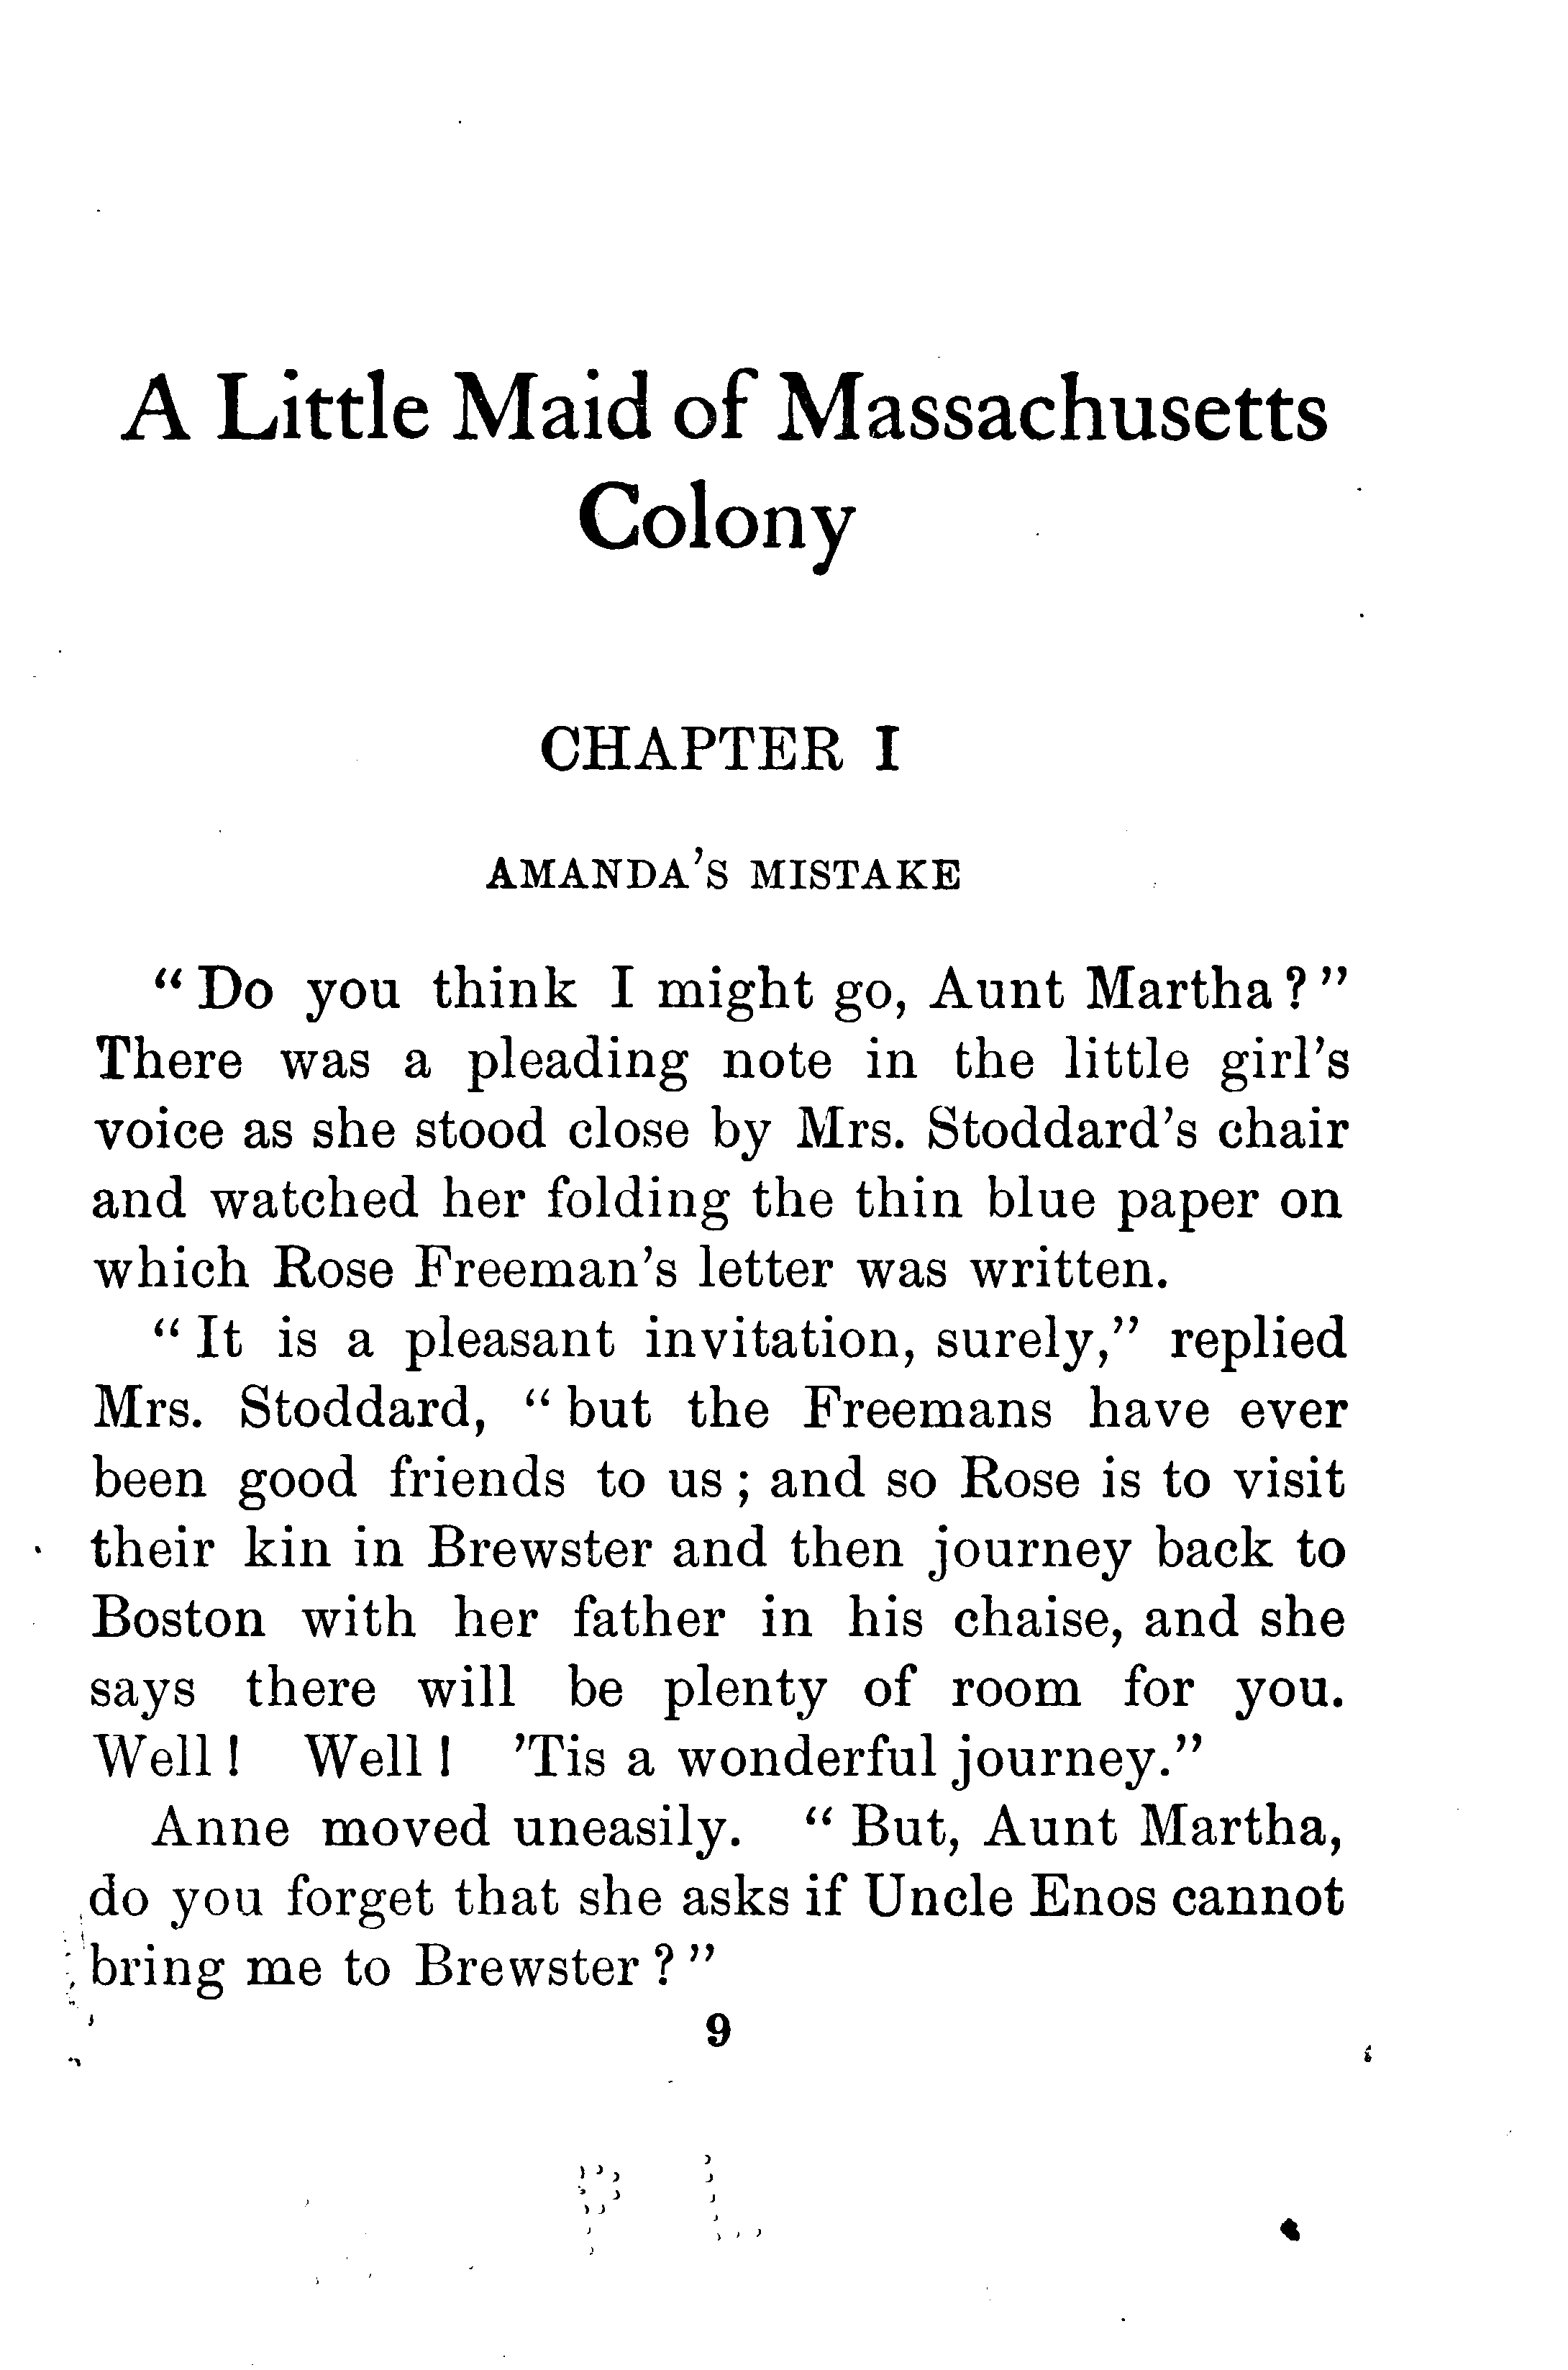 A Little Maid of Massachusetts
Colony
CHAPTER I
AMANDA'S MISTAKE
“Do you think I might go, Aunt Martha?”
There was a pleading note in the little girl's
voice as she stood close by Mrs. Stoddard's chair
and watched her folding the thin blue paper on
which Rose Freeman's letter was written.
“It is a pleasant invitation, surely,” replied
Mrs. Stoddard, “but the Freemans have ever
been good friends to us; and so Rose is to visit
their kin in Brewster and then journey back to
Boston with her father in his chaise, and she
says there will be plenty of room for you.
Well! Well! 'Tis a wonderful journey.”
Anne moved uneasily. “But, Aunt Martha,
do you forget that she asks if Uncle Enos cannot
bring me to Brewster?”
9